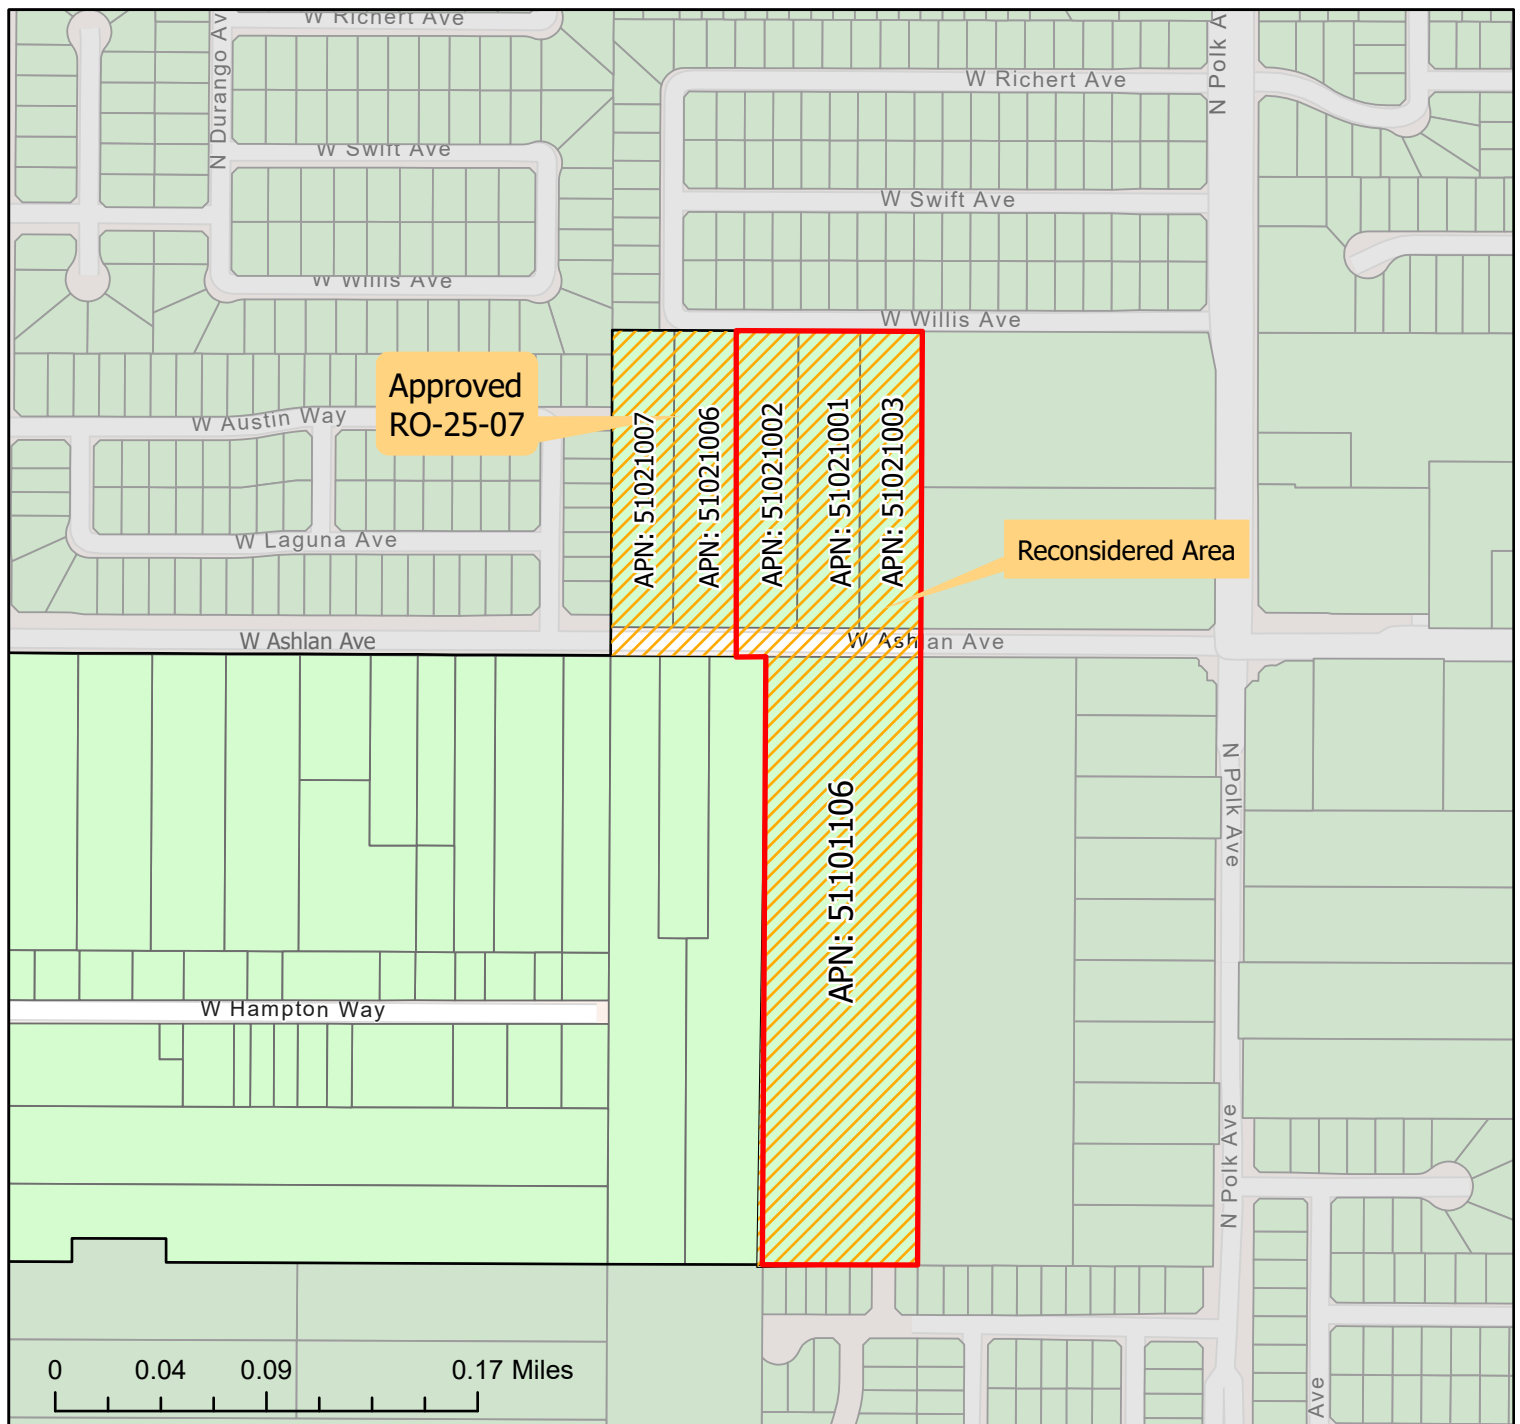 W Richert Ave
N Durango Av
N Polk A
W Richert Ave
W Swift Ave
W Swift Ave
W Willis Ave
W Willis Ave
Approved
RO-25-07
W Austin Way
APN: 51021007
APN: 51021006
APN: 51021002
APN: 51021001
APN: 51021003
W Laguna Ave
Reconsidered Area
W Ashlan Ave
W Ashlan Ave
N Polk Ave
APN: 51101106
W Hampton Way
N Polk Ave
0 0.04 0.09 0.17 Miles
Ave